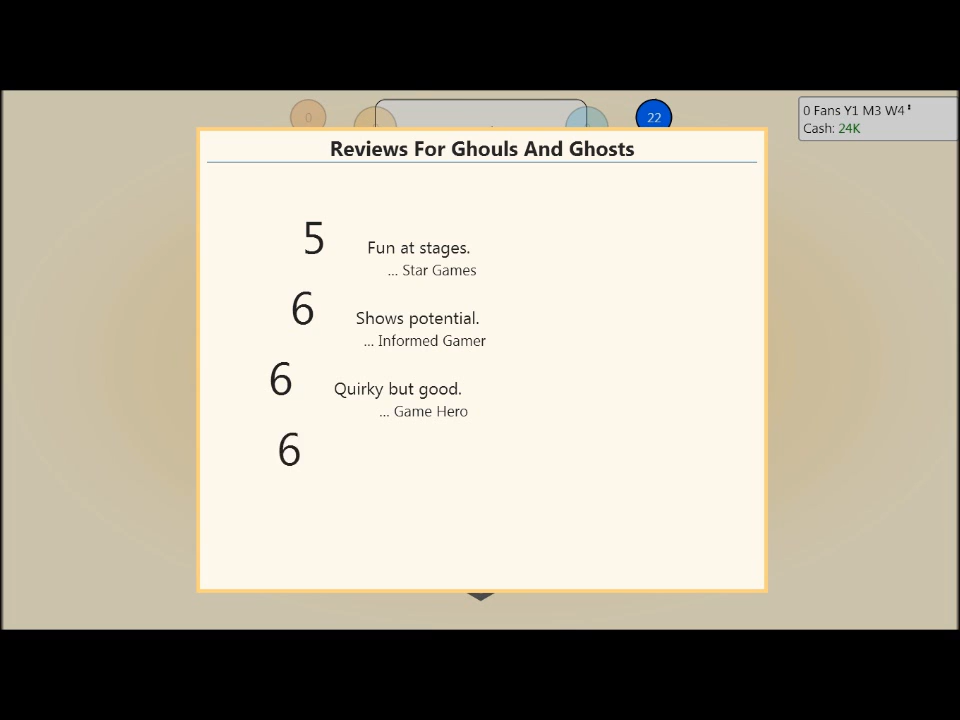 0
22
0 Fans Y1 M3 W4
Cash: 24K
Reviews For Ghouls And Ghosts
5
Fun at stages.
... Star Games
6
Shows potential.
... Informed Gamer
6
Quirky but good.
... Game Hero
6